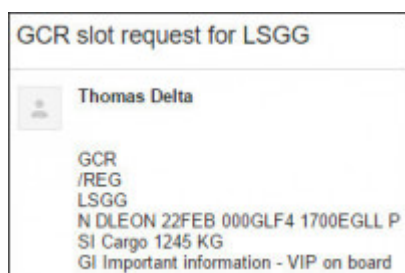 GCR slot request for LSGG
Thomas Delta
GCR
/REG
LSGG
N DLEON 22FEB 000GLF4 1700EGLL P
SI Cargo 1245 KG
GI Important information - VIP on board